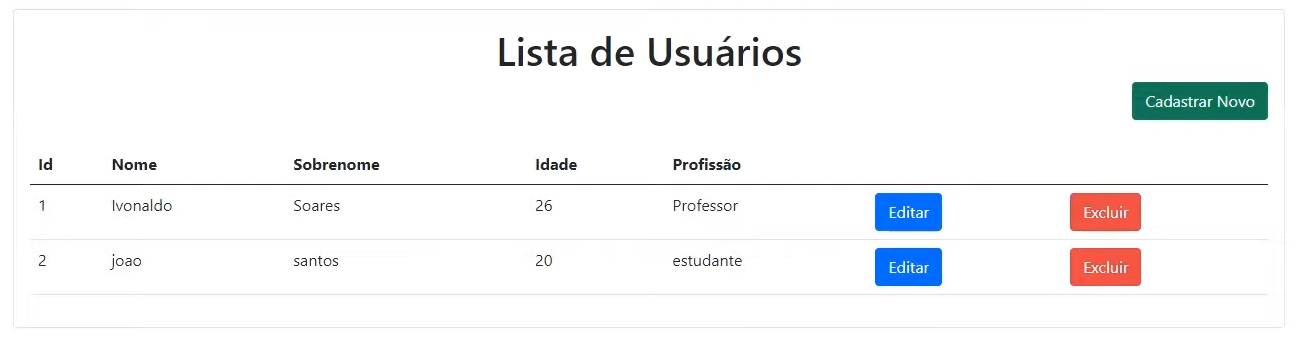 Lista de Usuários
Cadastrar Novo
Id Nome Sobrenome Idade Profissão
1 Ivonaldo Soares 26 Professor Editar Excluir
2 joao santos 20 estudante Editar Excluir